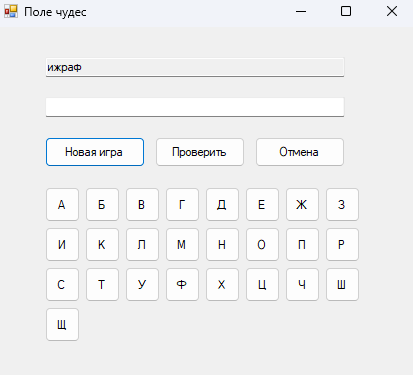 Поле чудес
ижраф
Новая игра Проверить Отмена
А Б В Г Д Е Ж З
И К Л М Н О П Р
С Т У Ф Х Ц Ч Ш
Щ